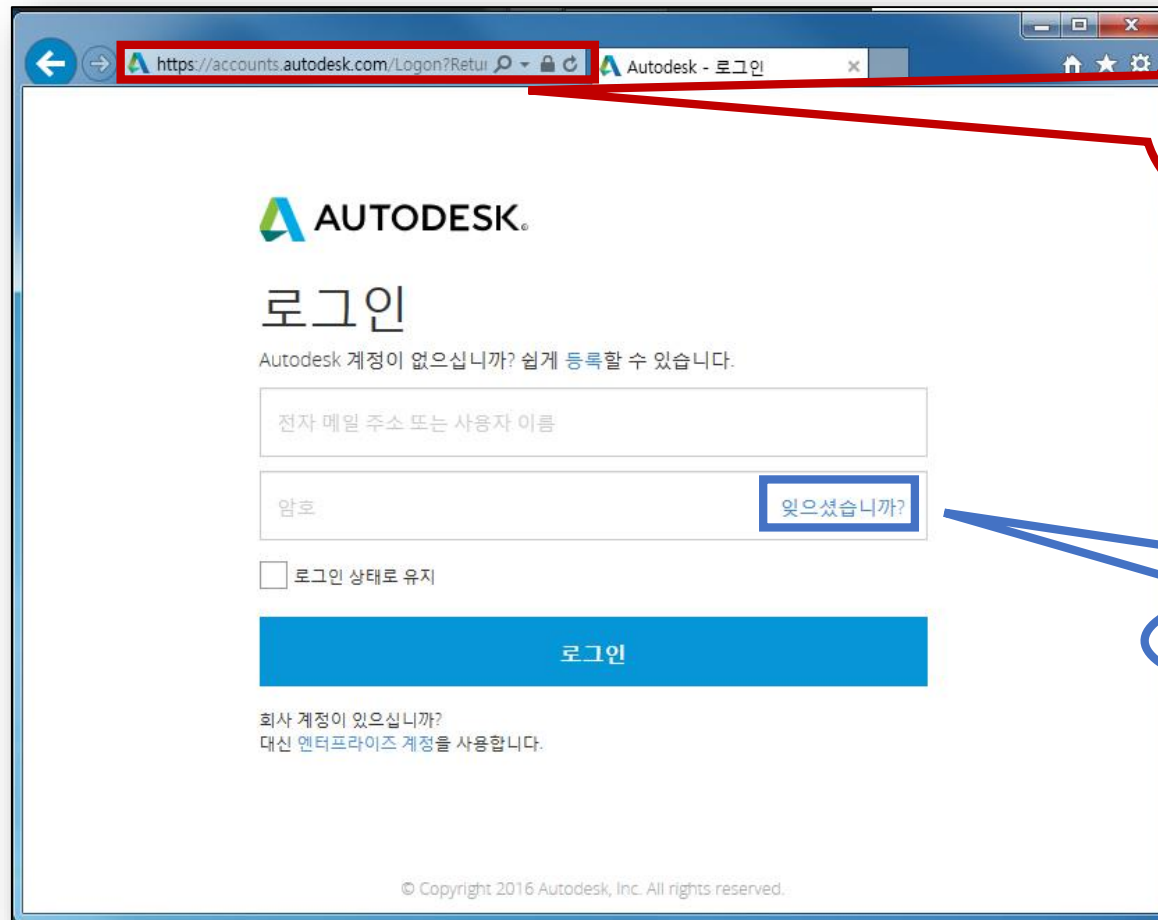 https://accounts.autodesk.com/Logon?Retu
Autodesk - 로그인
AUTODESK.
로그인
Autodesk 계정이 없으십니까? 쉽게 등록할 수 있습니다.
전자 메일 주소 또는 사용자 이름
암호
잊으셨습니까?
로그인 상태로 유지
로그인
회사 계정이 있으십니까?
대신 엔터프라이즈 계정을 사용합니다.
© Copyright 2016 Autodesk, Inc. All rights reserved.